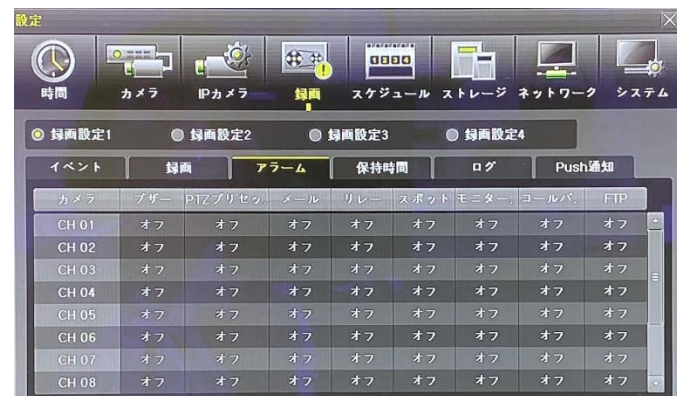 設定
時間 カメラ IPカメラ 録画 スケジュール ストレージ ネットワーク システム
録画設定1 録画設定2 録画設定3 録画設定4
イベント 録画 アラーム 保持時間 ログ Push通知
カメラ ブザー PTZプリセッ. メール リレー スポット モニター. コールバ. FTP
CH 01 オフ オフ オフ オフ オフ オフ オフ オフ
CH 02 オフ オフ オフ オフ オフ オフ オフ オフ
CH 03 オフ オフ オフ オフ オフ オフ オフ オフ
CH 04 オフ オフ オフ オフ オフ オフ オフ オフ
CH 05 オフ オフ オフ オフ オフ オフ オフ オフ
CH 06 オフ オフ オフ オフ オフ オフ オフ オフ
CH 07 オフ オフ オフ オフ オフ オフ オフ オフ
CH 08 オフ オフ オフ オフ オフ オフ オフ オフ